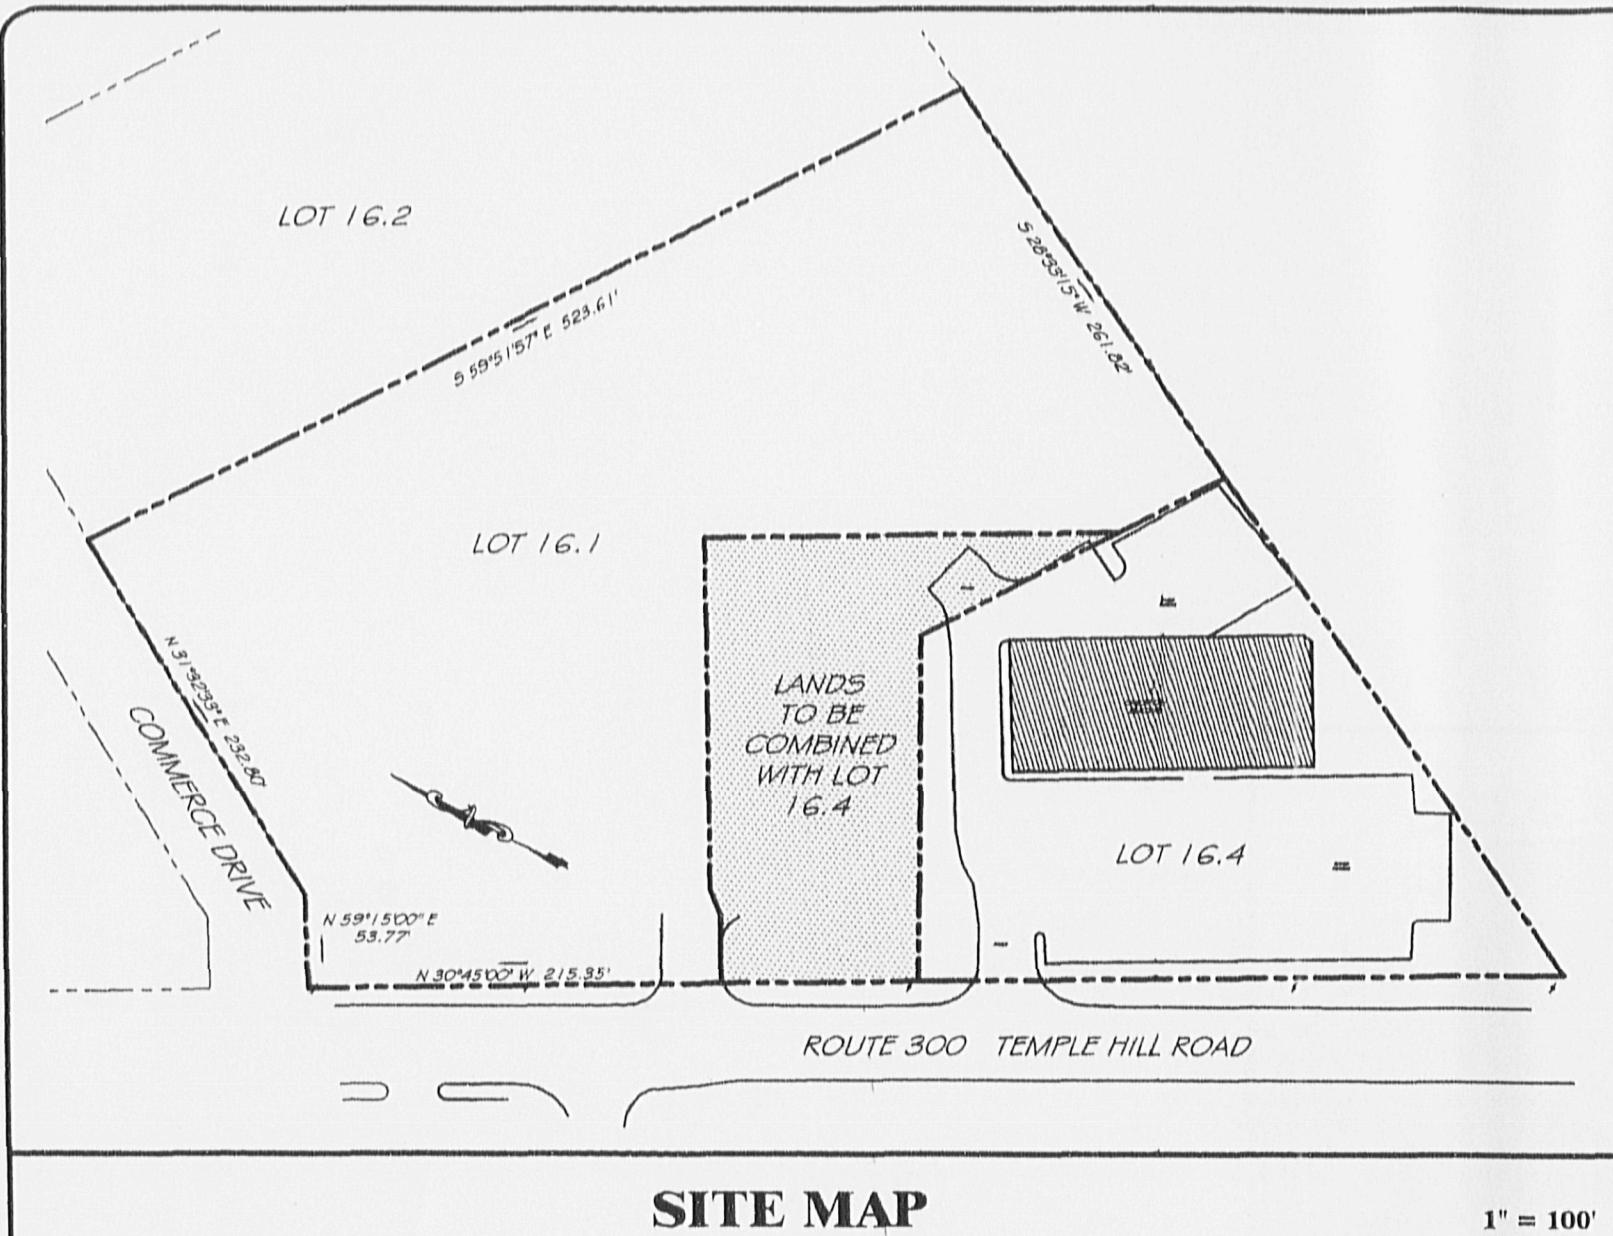 LOT 16.2
S 28°33'15" W 261.82'
S 59°51'57" E 523.61'
LOT 16.1
N 31°32'33" E 232.80'
COMMERCE DRIVE
LANDS
TO BE
COMBINED
WITH LOT
16.4
LOT 16.4
N 59°15'00" E
53.77'
N 30°45'00" W 215.35'
ROUTE 300 TEMPLE HILL ROAD
SITE MAP
1" = 100'